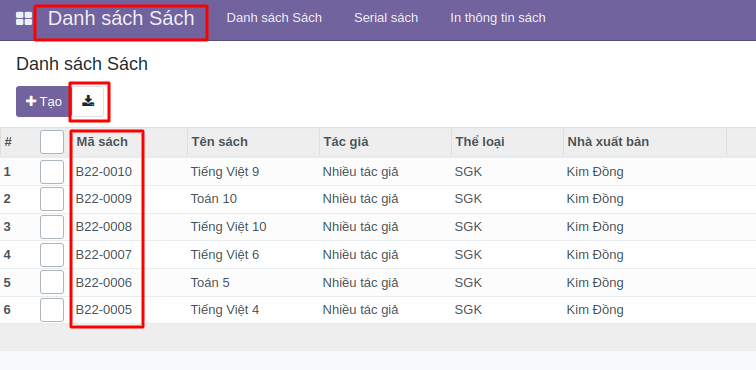 Danh sách Sách Danh sách Sách Serial sách In thông tin sách
Danh sách Sách
Tạo
# Mã sách Tên sách Tác giả Thể loại Nhà xuất bản
1 B22-0010 Tiếng Việt 9 Nhiều tác giả SGK Kim Đồng
2 B22-0009 Toán 10 Nhiều tác giả SGK Kim Đồng
3 B22-0008 Tiếng Việt 10 Nhiều tác giả SGK Kim Đồng
4 B22-0007 Tiếng Việt 6 Nhiều tác giả SGK Kim Đồng
5 B22-0006 Toán 5 Nhiều tác giả SGK Kim Đồng
6 B22-0005 Tiếng Việt 4 Nhiều tác giả SGK Kim Đồng